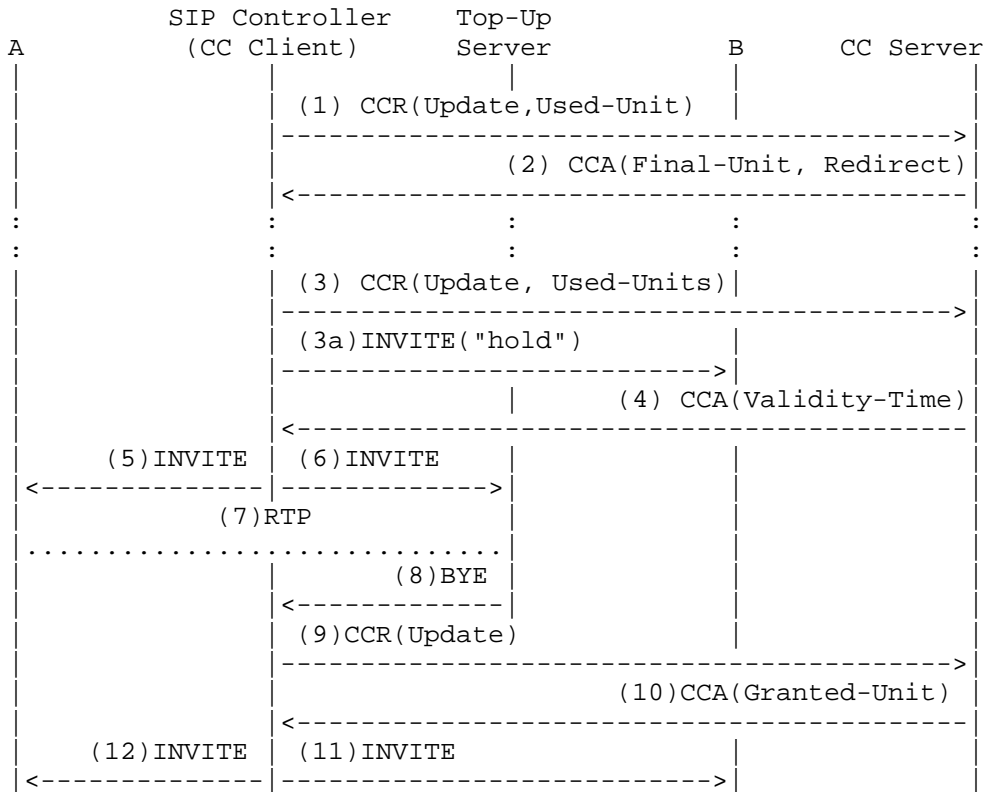 SIP Controller Top-Up
A (CC Client) Server B CC Server
(1) CCR(Update,Used-Unit)
(2) CCA(Final-Unit, Redirect)
: : : : :
: : : : :
(3) CCR(Update, Used-Units)
(3a)INVITE("hold")
(4) CCA(Validity-Time)
(5)INVITE (6)INVITE
(7)RTP
(8)BYE
(9)CCR(Update)
(10)CCA(Granted-Unit)
(12)INVITE (11)INVITE